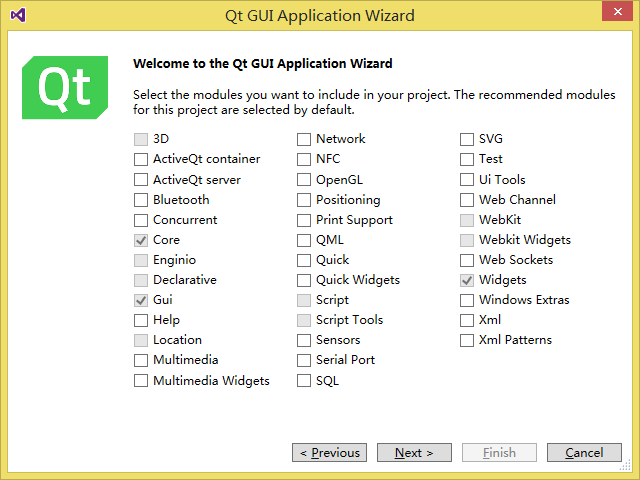 Qt GUI Application Wizard
Qt
Welcome to the Qt GUI Application Wizard
Select the modules you want to include in your project. The recommended modules
for this project are selected by default.
3D
ActiveQt container
ActiveQt server
Bluetooth
Concurrent
Core
Enginio
Declarative
Gui
Help
Location
Multimedia
Multimedia Widgets
Network
NFC
OpenGL
Positioning
Print Support
QML
Quick
Quick Widgets
Script
Script Tools
Sensors
Serial Port
SQL
SVG
Test
Ui Tools
Web Channel
WebKit
Webkit Widgets
Web Sockets
Widgets
Windows Extras
Xml
Xml Patterns
< Previous Next > Finish Cancel